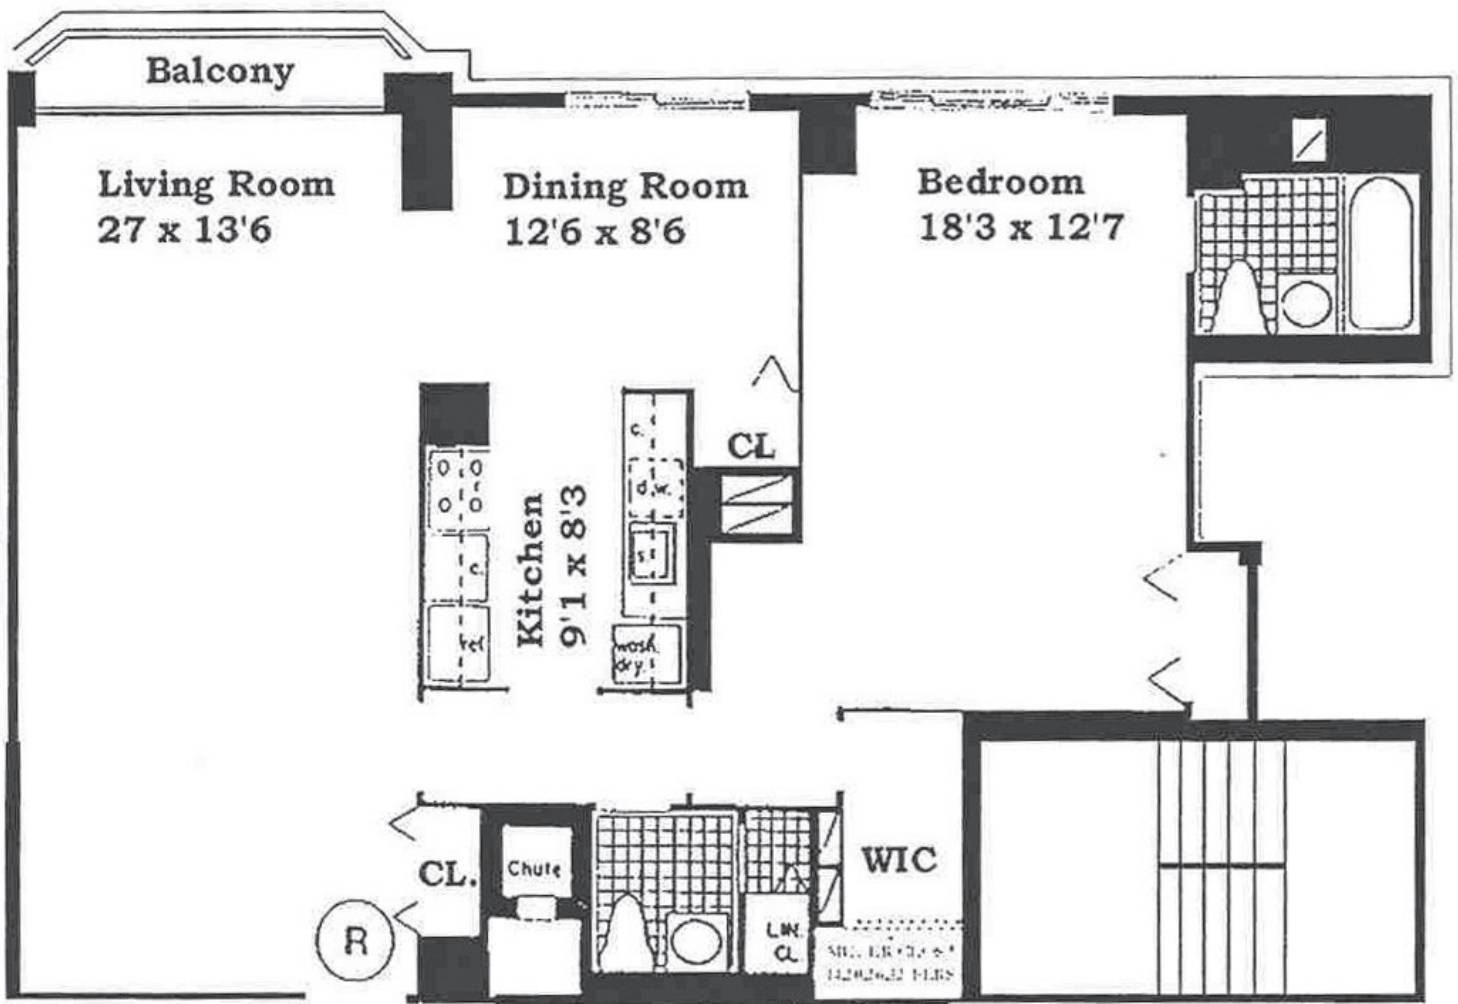 Balcony
Living Room
27 x 13'6
Dining Room
12'6 x 8'6
Bedroom
18'3 x 12'7
CL
c.
d.w.
s.
c.
ref
Kitchen
9'1 x 8'3
wash.
dry.
CL.
Chute
R
LIN.
CL
WIC